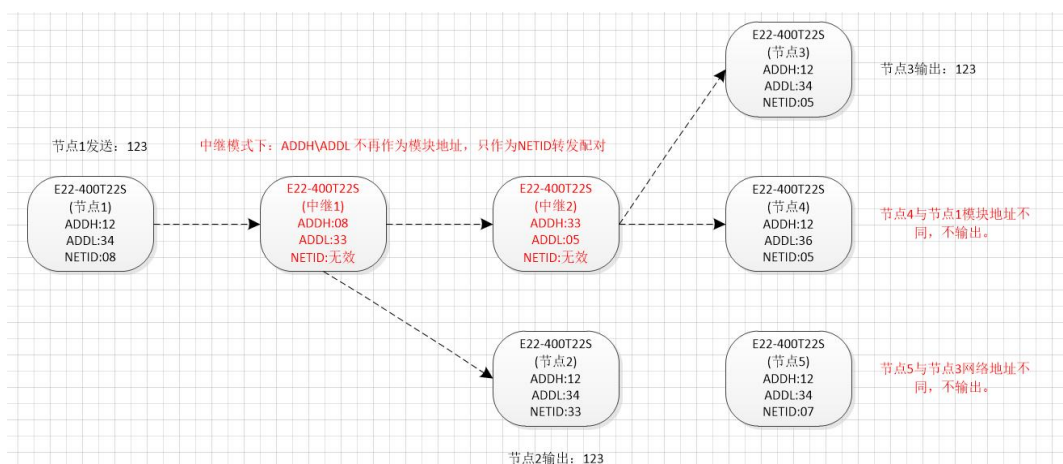 E22-400T22S
(节点3)
ADDH:12
ADDL:34
NETID:05
节点3输出：123
节点1发送：123
中继模式下：ADDH\ADDL 不再作为模块地址，只作为NETID转发配对
E22-400T22S
(节点1)
ADDH:12
ADDL:34
NETID:08
E22-400T22S
(中继1)
ADDH:08
ADDL:33
NETID:无效
E22-400T22S
(中继2)
ADDH:33
ADDL:05
NETID:无效
E22-400T22S
(节点4)
ADDH:12
ADDL:36
NETID:05
节点4与节点1模块地址不
同，不输出。
E22-400T22S
(节点2)
ADDH:12
ADDL:34
NETID:33
E22-400T22S
(节点5)
ADDH:12
ADDL:34
NETID:07
节点5与节点3网络地址不
同，不输出。
节点2输出：123